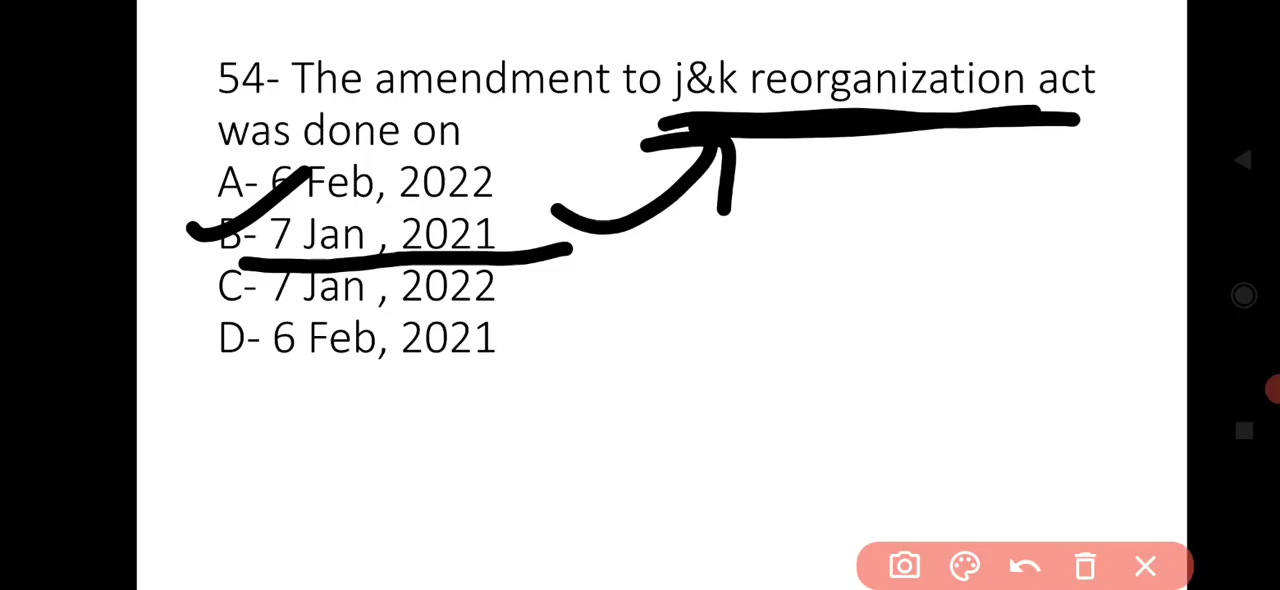 54- The amendment to j&k reorganization act
was done on
A- 6 Feb, 2022
B- 7 Jan , 2021
C- 7 Jan , 2022
D- 6 Feb, 2021